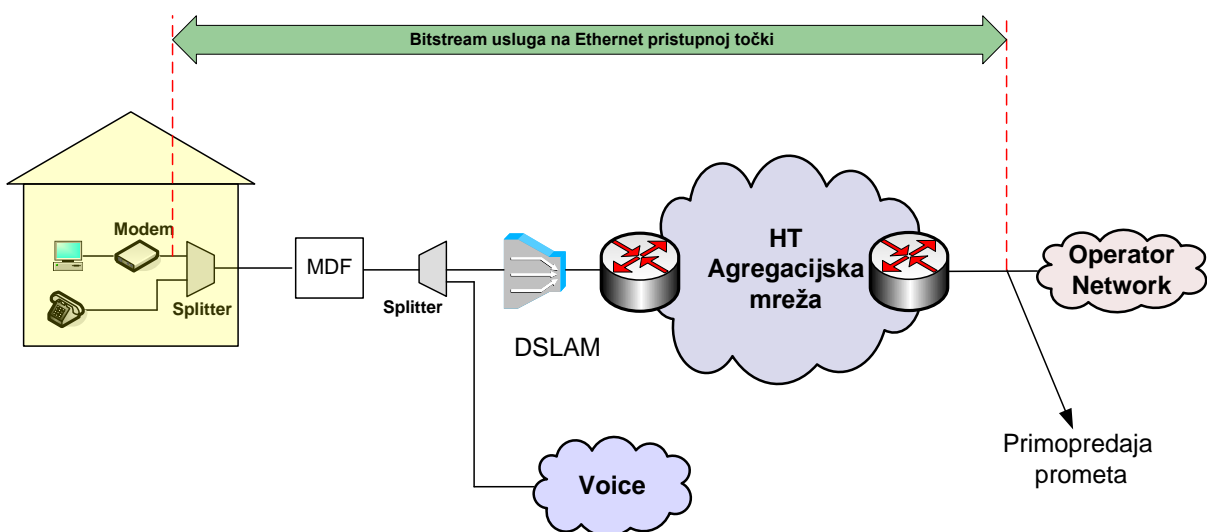 Bitstream usluga na Ethernet pristupnoj točki
Modem
Splitter
MDF
Splitter
DSLAM
HT
Agregacijska
mreža
Operator
Network
Primopredaja
prometa
Voice